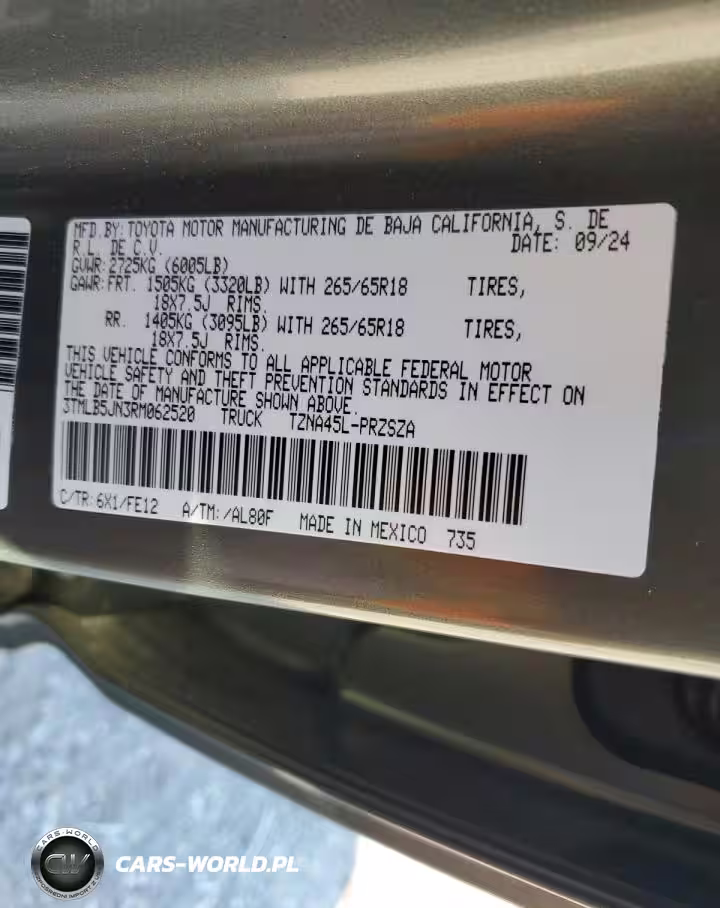 MFD.BY: TOYOTA MOTOR MANUFACTURING DE BAJA CALIFORNIA, S. DE
R.L. DE C.V. DATE: 09/24
GVWR: 2725KG (6005LB)
GAWR: FRT. 1505KG (3320LB) WITH 265/65R18 TIRES,
18X7.5J RIMS.
RR. 1405KG (3095LB) WITH 265/65R18 TIRES,
18X7.5J RIMS.
THIS VEHICLE CONFORMS TO ALL APPLICABLE FEDERAL MOTOR
VEHICLE SAFETY AND THEFT PREVENTION STANDARDS IN EFFECT ON
THE DATE OF MANUFACTURE SHOWN ABOVE.
3TMLB5JN3RM062520 TRUCK TZNA45L-PRZSZA
C/TR: 6X1/FE12 A/TM: /AL80F MADE IN MEXICO 735
CARS-WORLD
CW
CARS-WORLD.PL